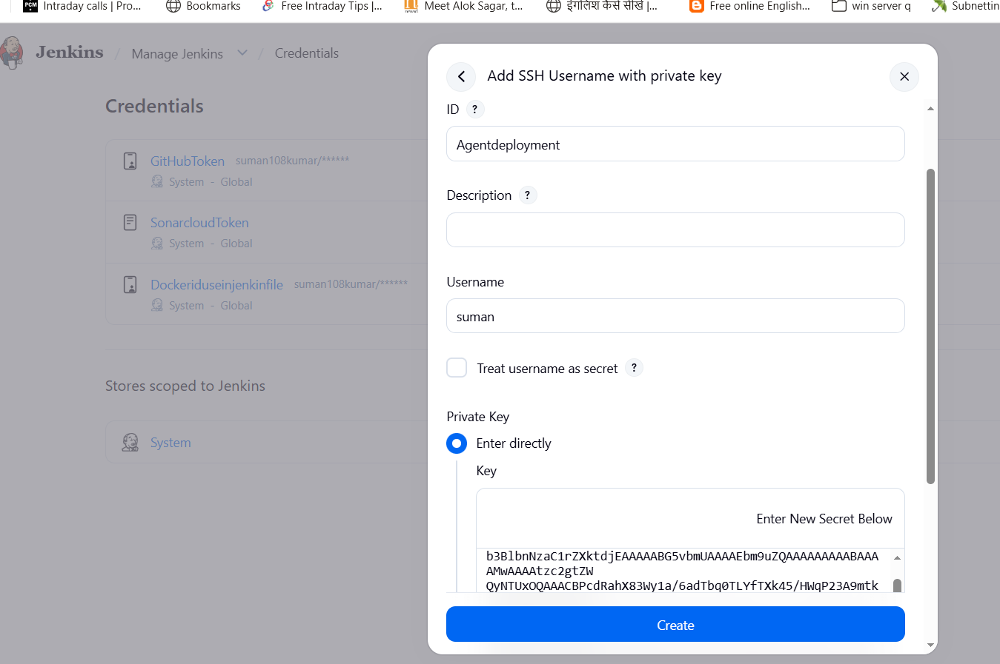 PCM Intraday calls | Pro... Bookmarks Free Intraday Tips |... Meet Alok Sagar, t... इंगलिश कैसे सीखें |... Free online English... win server q Subnettin
Jenkins / Manage Jenkins / Credentials
Credentials
GitHubToken suman108kumar/******
System - Global
SonarcloudToken
System - Global
Dockeriduseinjenkinfile suman108kumar/******
System - Global
Stores scoped to Jenkins
System
Add SSH Username with private key
ID ?
Agentdeployment
Description ?
Username
suman
Treat username as secret ?
Private Key
Enter directly
Key
Enter New Secret Below
b3BlbnNzaC1rZXktdjEAAAAABG5vbmUAAAAEbm9uZQAAAAAAAAABAAA
AMwAAAAtzc2gtZW
QyNTUxOQAAACBPcdRahX83Wy1a/6adTbq0TLYfTXk45/HWqP23A9mtk
Create